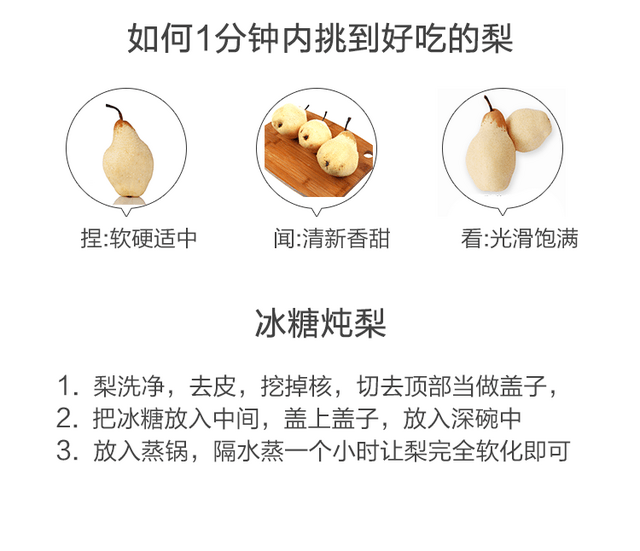 如何1分钟内挑到好吃的梨
捏:软硬适中
闻:清新香甜
看:光滑饱满
冰糖炖梨
1. 梨洗净，去皮，挖掉核，切去顶部当做盖子，
2. 把冰糖放入中间，盖上盖子，放入深碗中
3. 放入蒸锅，隔水蒸一个小时让梨完全软化即可